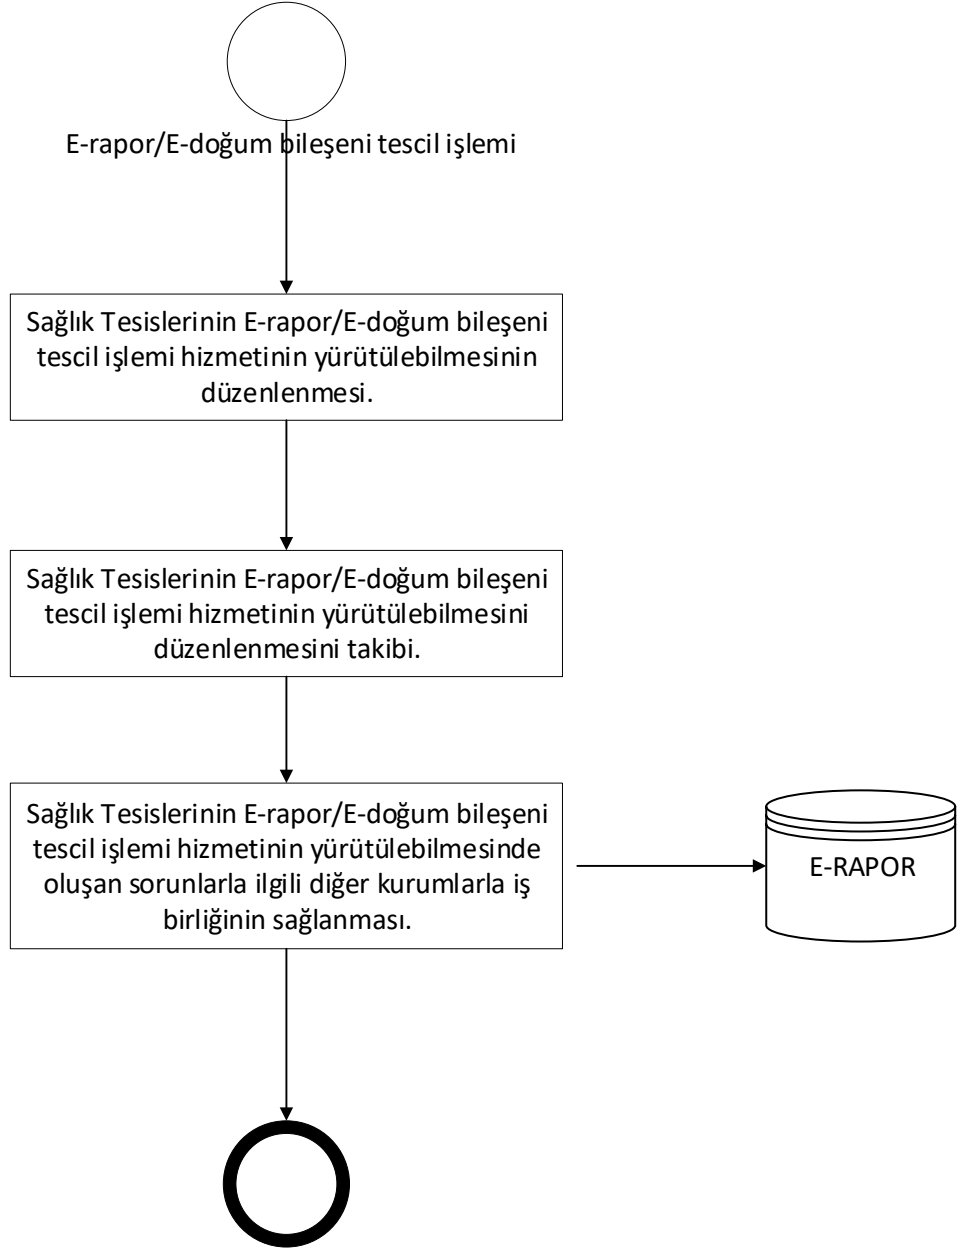 E-rapor/E-doğum bileşeni tescil işlemi
Sağlık Tesislerinin E-rapor/E-doğum bileşeni
tescil işlemi hizmetinin yürütülebilmesinin
düzenlenmesi.
Sağlık Tesislerinin E-rapor/E-doğum bileşeni
tescil işlemi hizmetinin yürütülebilmesini
düzenlenmesini takibi.
Sağlık Tesislerinin E-rapor/E-doğum bileşeni
tescil işlemi hizmetinin yürütülebilmesinde
oluşan sorunlarla ilgili diğer kurumlarla iş
birliğinin sağlanması.
E-RAPOR